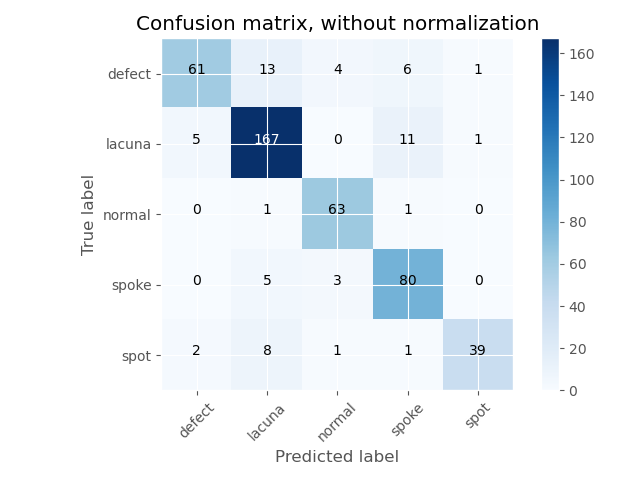 Confusion matrix, without normalization
defect 61 13 4 6 1
lacuna 5 167 0 11 1
normal 0 1 63 1 0
spoke 0 5 3 80 0
spot 2 8 1 1 39
defect lacuna normal spoke spot
True label
Predicted label
160
140
120
100
80
60
40
20
0